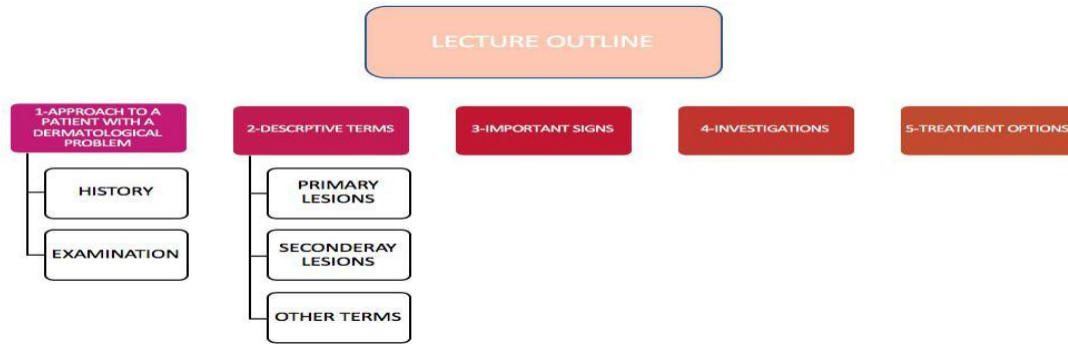 LECTURE OUTLINE
1-APPROACH TO A
PATIENT WITH A
DERMATOLOGICAL
PROBLEM
HISTORY
EXAMINATION
2-DESCRPTIVE TERMS
PRIMARY
LESIONS
SECONDERAY
LESIONS
OTHER TERMS
3-IMPORTANT SIGNS
4-INVESTIGATIONS
5-TREATMENT OPTIONS